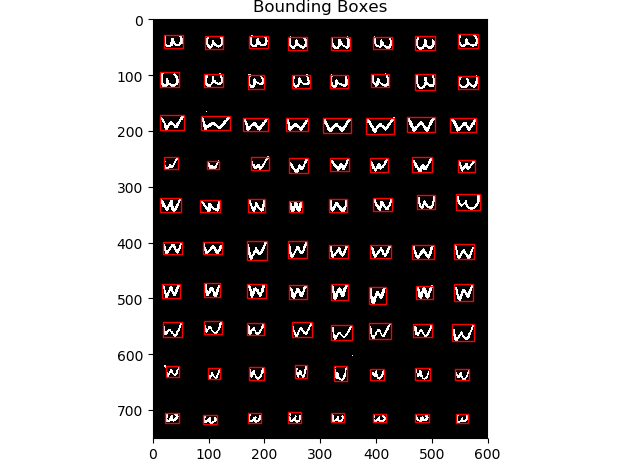 Bounding Boxes
0
w w w w w w w w
100 w w w w w w w w
200 w w w w w w w w
w w w w w w w w
300
w w w w w w w w
400 w w w w w w w w
500 w w w w w w w w
w w w w w w w w
600
w w w w w w w w
700 w w w w w w w w
0 100 200 300 400 500 600